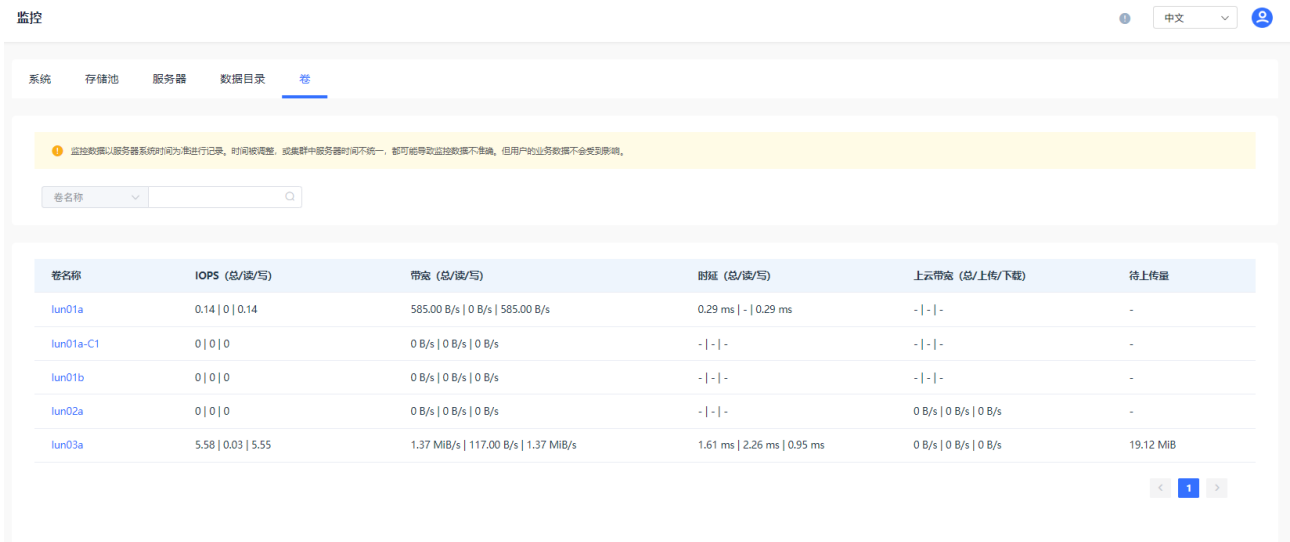 监控
中文
系统 存储池 服务器 数据目录 卷
监控数据以服务器系统时间为准进行记录。时间被调整，或集群中服务器时间不统一，都可能导致监控数据不准确。但用户的业务数据不会受到影响。
卷名称
卷名称 IOPS（总/读/写） 带宽（总/读/写） 时延（总/读/写） 上云带宽（总/上传/下载） 待上传量
lun01a 0.14 | 0 | 0.14 585.00 B/s | 0 B/s | 585.00 B/s 0.29 ms | - | 0.29 ms - | - | - -
lun01a-C1 0 | 0 | 0 0 B/s | 0 B/s | 0 B/s - | - | - - | - | - -
lun01b 0 | 0 | 0 0 B/s | 0 B/s | 0 B/s - | - | - - | - | - -
lun02a 0 | 0 | 0 0 B/s | 0 B/s | 0 B/s - | - | - 0 B/s | 0 B/s | 0 B/s -
lun03a 5.58 | 0.03 | 5.55 1.37 MiB/s | 117.00 B/s | 1.37 MiB/s 1.61 ms | 2.26 ms | 0.95 ms 0 B/s | 0 B/s | 0 B/s 19.12 MiB
< 1 >